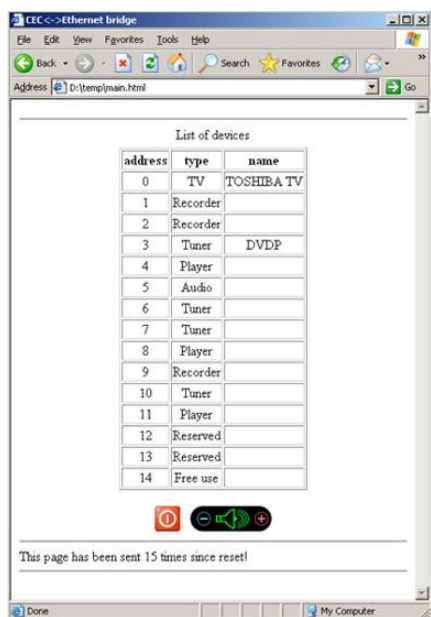 CEC<->Ethernet bridge
File Edit View Favorites Tools Help
Back Search Favorites »
Address D:\temp\main.html Go
List of devices
address type name
0 TV TOSHIBA TV
1 Recorder
2 Recorder
3 Tuner DVDP
4 Player
5 Audio
6 Tuner
7 Tuner
8 Player
9 Recorder
10 Tuner
11 Player
12 Reserved
13 Reserved
14 Free use
This page has been sent 15 times since reset!
Done My Computer